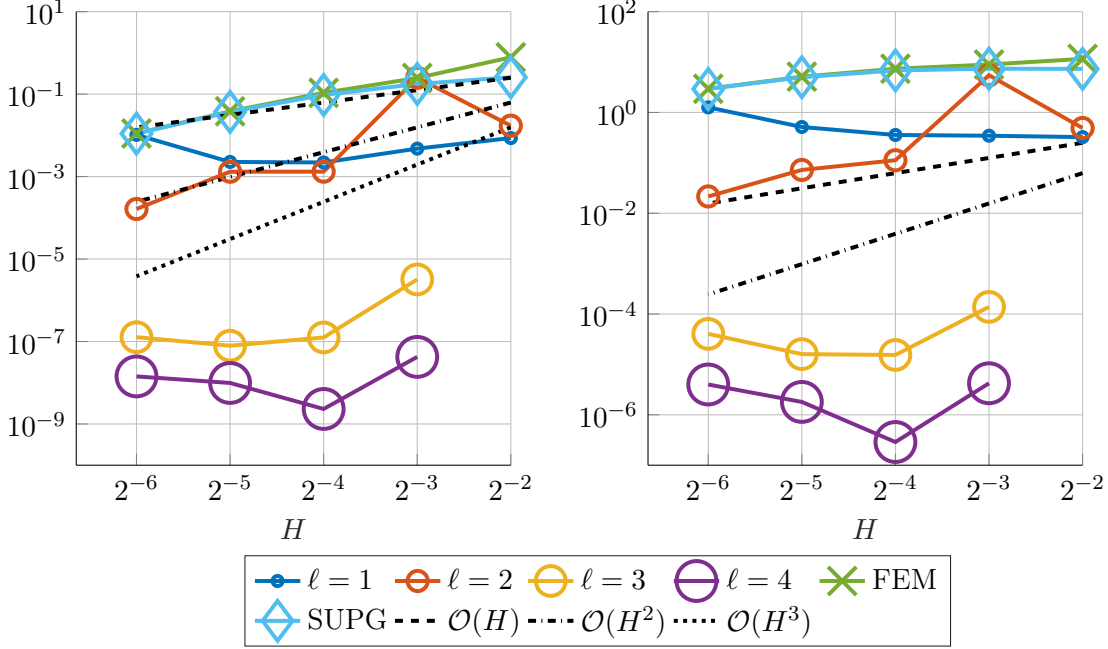 10^1
10^-1
10^-3
10^-5
10^-7
10^-9
2^-6 2^-5 2^-4 2^-3 2^-2
H
10^2
10^0
10^-2
10^-4
10^-6
2^-6 2^-5 2^-4 2^-3 2^-2
H
ℓ = 1 ℓ = 2 ℓ = 3 ℓ = 4 FEM
SUPG 𝒪(H) 𝒪(H^2) 𝒪(H^3)